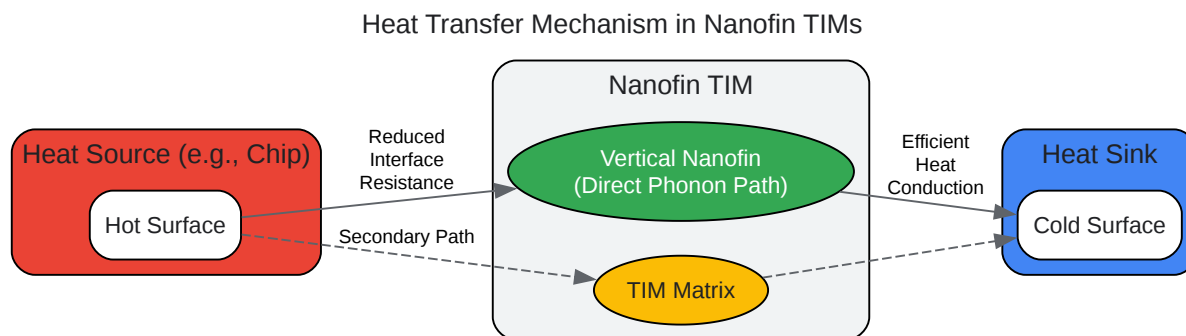 Heat Transfer Mechanism in Nanofin TIMs
Nanofin TIM
Heat Source (e.g., Chip)
Hot Surface
Reduced
Interface
Resistance
Secondary Path
Vertical Nanofin
(Direct Phonon Path)
TIM Matrix
Efficient
Heat
Conduction
Heat Sink
Cold Surface